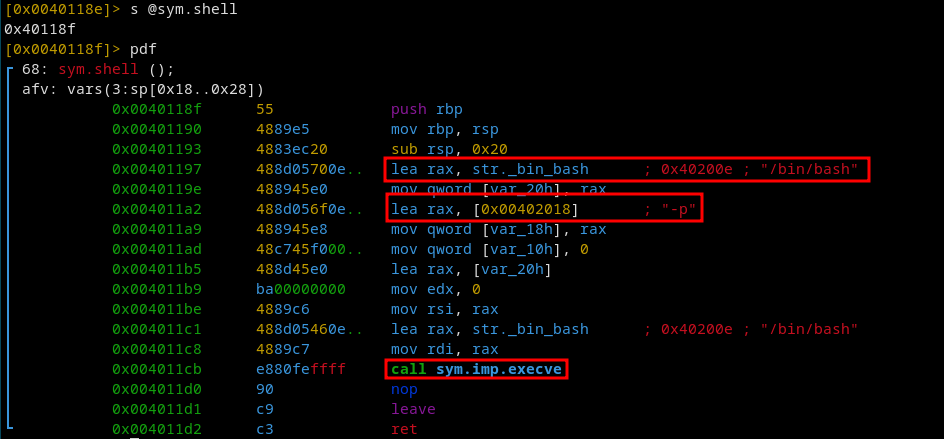 [0x0040118e]> s @sym.shell
0x40118f
[0x0040118f]> pdf
68: sym.shell ();
afv: vars(3:sp[0x18..0x28])
0x0040118f 55 push rbp
0x00401190 4889e5 mov rbp, rsp
0x00401193 4883ec20 sub rsp, 0x20
0x00401197 488d05700e.. lea rax, str._bin_bash ; 0x40200e ; "/bin/bash"
0x0040119e 488945e0 mov qword [var_20h], rax
0x004011a2 488d056f0e.. lea rax, [0x00402018] ; "-p"
0x004011a9 488945e8 mov qword [var_18h], rax
0x004011ad 48c745f000.. mov qword [var_10h], 0
0x004011b5 488d45e0 lea rax, [var_20h]
0x004011b9 ba00000000 mov edx, 0
0x004011be 4889c6 mov rsi, rax
0x004011c1 488d05460e.. lea rax, str._bin_bash ; 0x40200e ; "/bin/bash"
0x004011c8 4889c7 mov rdi, rax
0x004011cb e880feffff call sym.imp.execve
0x004011d0 90 nop
0x004011d1 c9 leave
0x004011d2 c3 ret